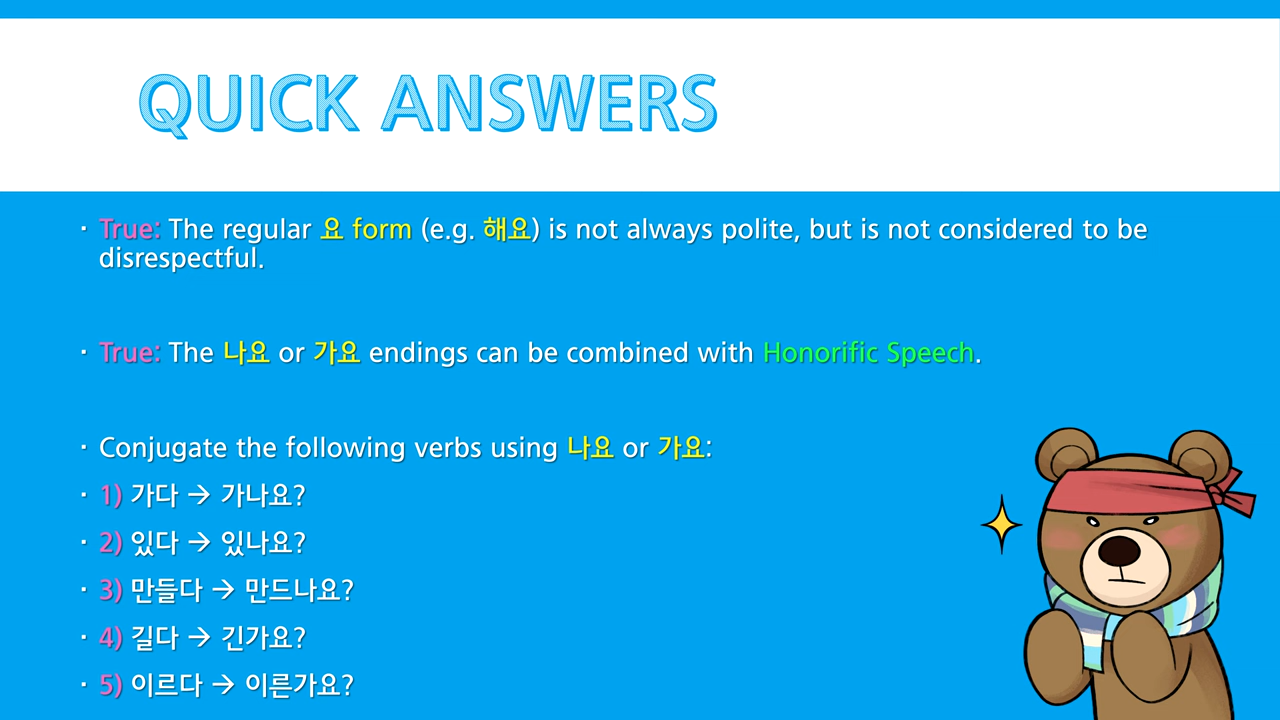 QUICK ANSWERS
· True: The regular 요 form (e.g. 해요) is not always polite, but is not considered to be
disrespectful.
· True: The 나요 or 가요 endings can be combined with Honorific Speech.
· Conjugate the following verbs using 나요 or 가요:
· 1) 가다 → 가나요?
· 2) 있다 → 있나요?
· 3) 만들다 → 만드나요?
· 4) 길다 → 긴가요?
· 5) 이르다 → 이른가요?